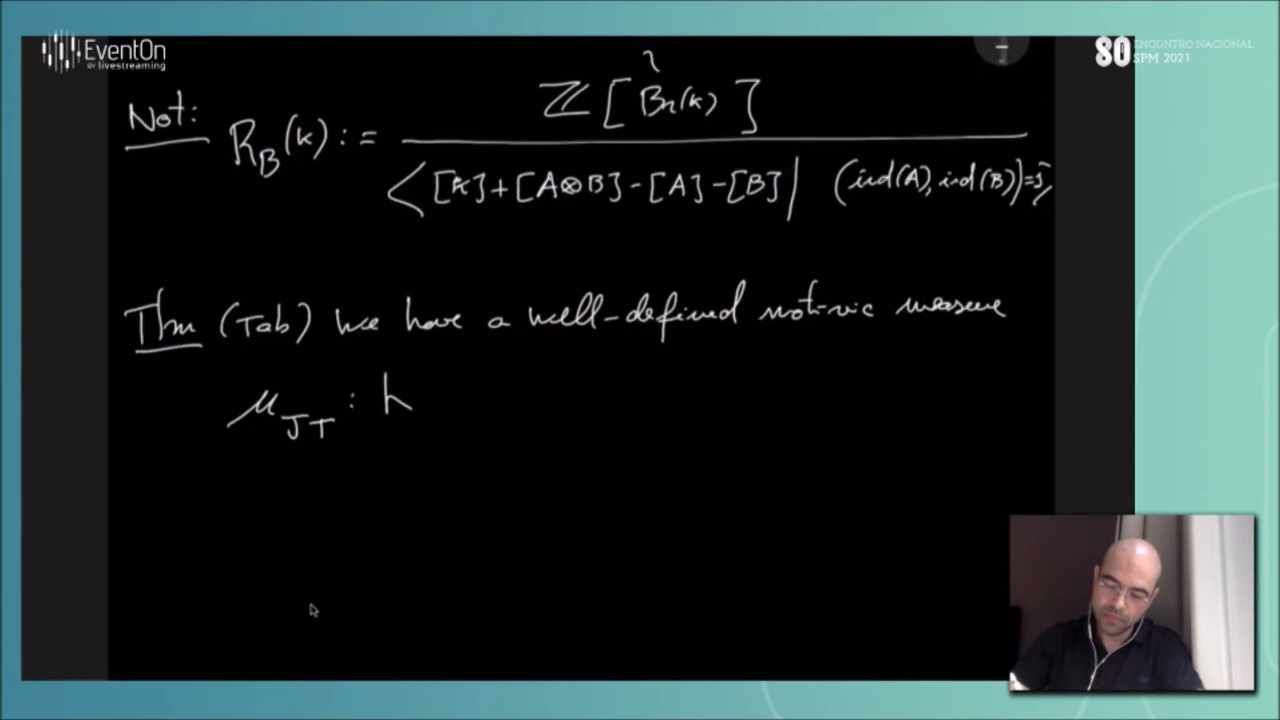 EventOn
BY livestreaming
80 ENCONTRO NACIONAL
SPM 2021
Not: R_B(k) := ℤ[Br(k)] / <[k]+[A⊗B]-[A]-[B] | (ind(A), ind(B))=1>
Thm (Tab) We have a well-defined motivic measure
μ_JT :